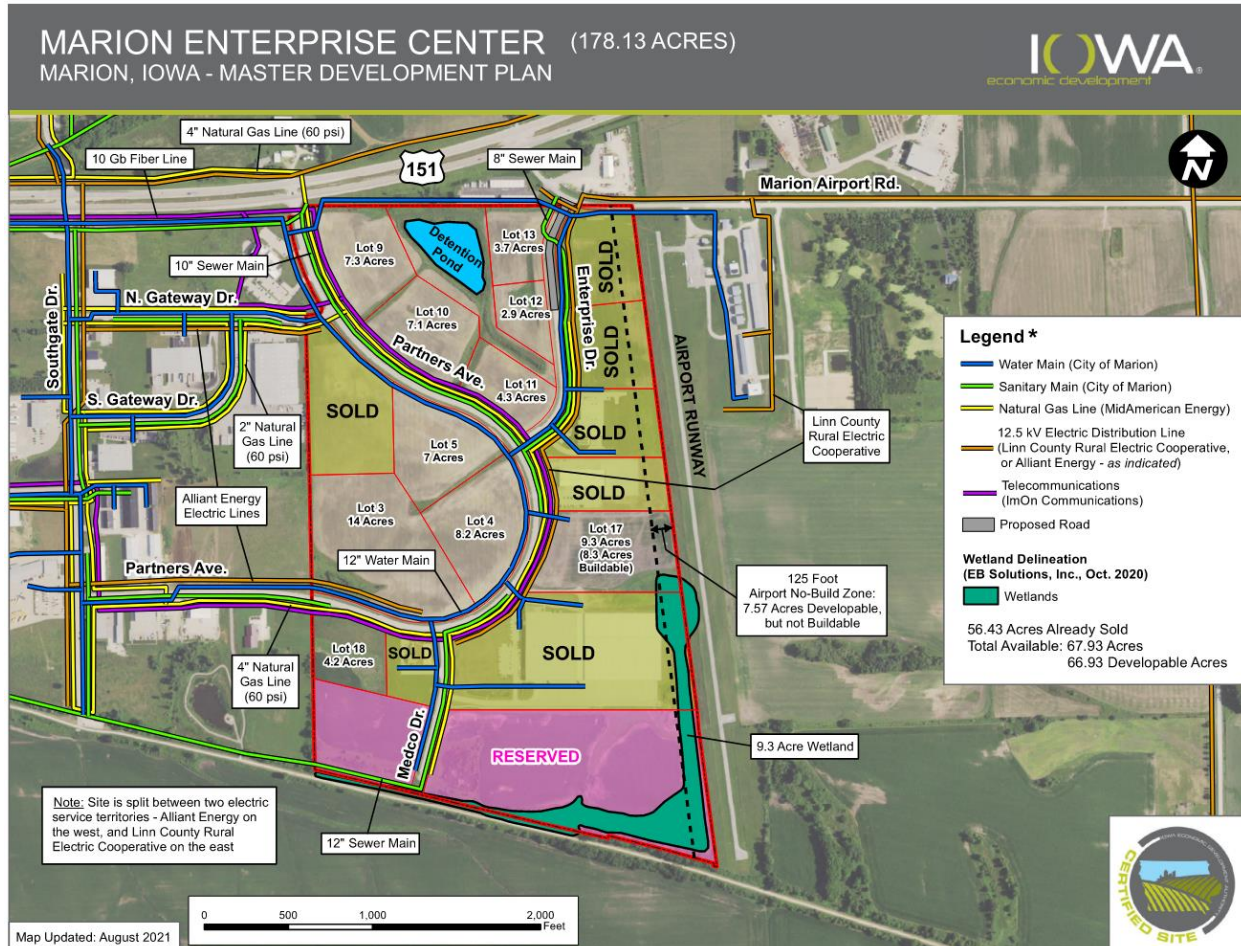 MARION ENTERPRISE CENTER (178.13 ACRES)
MARION, IOWA - MASTER DEVELOPMENT PLAN
IOWA®
economic development
4" Natural Gas Line (60 psi)
10 Gb Fiber Line
151
8" Sewer Main
Marion Airport Rd.
N
Lot 9
7.3 Acres
Detention
Pond
Lot 13
3.7 Acres
SOLD
10" Sewer Main
Enterprise Dr.
N. Gateway Dr.
Lot 12
2.9 Acres
Lot 10
7.1 Acres
Southgate Dr.
Partners Ave.
SOLD
AIRPORT RUNWAY
Lot 11
4.3 Acres
S. Gateway Dr.
SOLD
2" Natural
Gas Line
(60 psi)
SOLD
Lot 5
7 Acres
Linn County
Rural Electric
Cooperative
Alliant Energy
Electric Lines
SOLD
Lot 3
14 Acres
Lot 4
8.2 Acres
Lot 17
9.3 Acres
(8.3 Acres
Buildable)
12" Water Main
Partners Ave.
125 Foot
Airport No-Build Zone:
7.57 Acres Developable,
but not Buildable
Lot 18
4.2 Acres
SOLD
SOLD
4" Natural
Gas Line
(60 psi)
Medco Dr.
RESERVED
9.3 Acre Wetland
12" Sewer Main
Legend *
Water Main (City of Marion)
Sanitary Main (City of Marion)
Natural Gas Line (MidAmerican Energy)
12.5 kV Electric Distribution Line
(Linn County Rural Electric Cooperative,
or Alliant Energy - as indicated)
Telecommunications
(ImOn Communications)
Proposed Road
Wetland Delineation
(EB Solutions, Inc., Oct. 2020)
Wetlands
56.43 Acres Already Sold
Total Available: 67.93 Acres
66.93 Developable Acres
Note: Site is split between two electric
service territories - Alliant Energy on
the west, and Linn County Rural
Electric Cooperative on the east
0 500 1,000 2,000
Feet
Map Updated: August 2021
IOWA ECONOMIC DEVELOPMENT AUTHORITY
CERTIFIED SITE